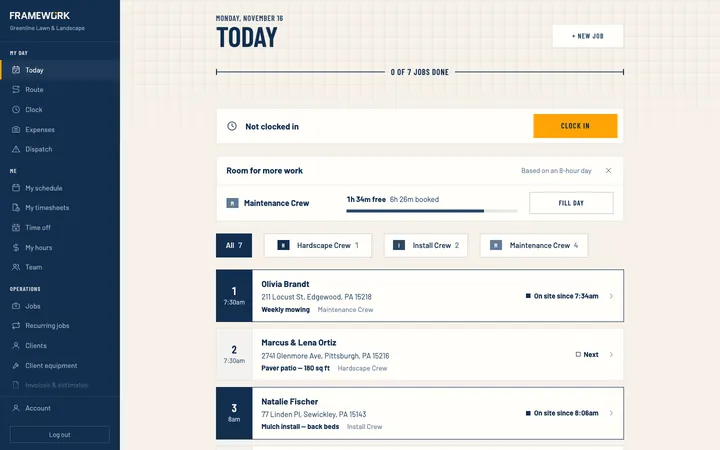 FRAMEWORK
Greenline Lawn & Landscape
MY DAY
Today
Route
Clock
Expenses
Dispatch
ME
My schedule
My timesheets
Time off
My hours
Team
OPERATIONS
Jobs
Recurring jobs
Clients
Client equipment
Invoices & estimates
Account
Log out
MONDAY, NOVEMBER 16
TODAY
+ NEW JOB
0 OF 7 JOBS DONE
Not clocked in
CLOCK IN
Room for more work
Based on an 8-hour day
M Maintenance Crew
1h 34m free 6h 26m booked
FILL DAY
All 7
H Hardscape Crew 1
I Install Crew 2
M Maintenance Crew 4
1
7:30am
Olivia Brandt
211 Locust St, Edgewood, PA 15218
Weekly mowing Maintenance Crew
On site since 7:34am
2
7:30am
Marcus & Lena Ortiz
2741 Glenmore Ave, Pittsburgh, PA 15216
Paver patio — 180 sq ft Hardscape Crew
Next
3
8am
Natalie Fischer
77 Linden Pl, Sewickley, PA 15143
Mulch install — back beds Install Crew
On site since 8:06am